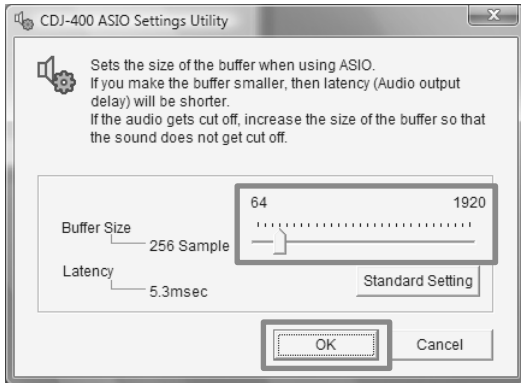 CDJ-400 ASIO Settings Utility
Sets the size of the buffer when using ASIO.
If you make the buffer smaller, then latency (Audio output
delay) will be shorter.
If the audio gets cut off, increase the size of the buffer so that
the sound does not get cut off.
64 1920
Buffer Size
256 Sample
Latency
5.3msec
Standard Setting
OK Cancel